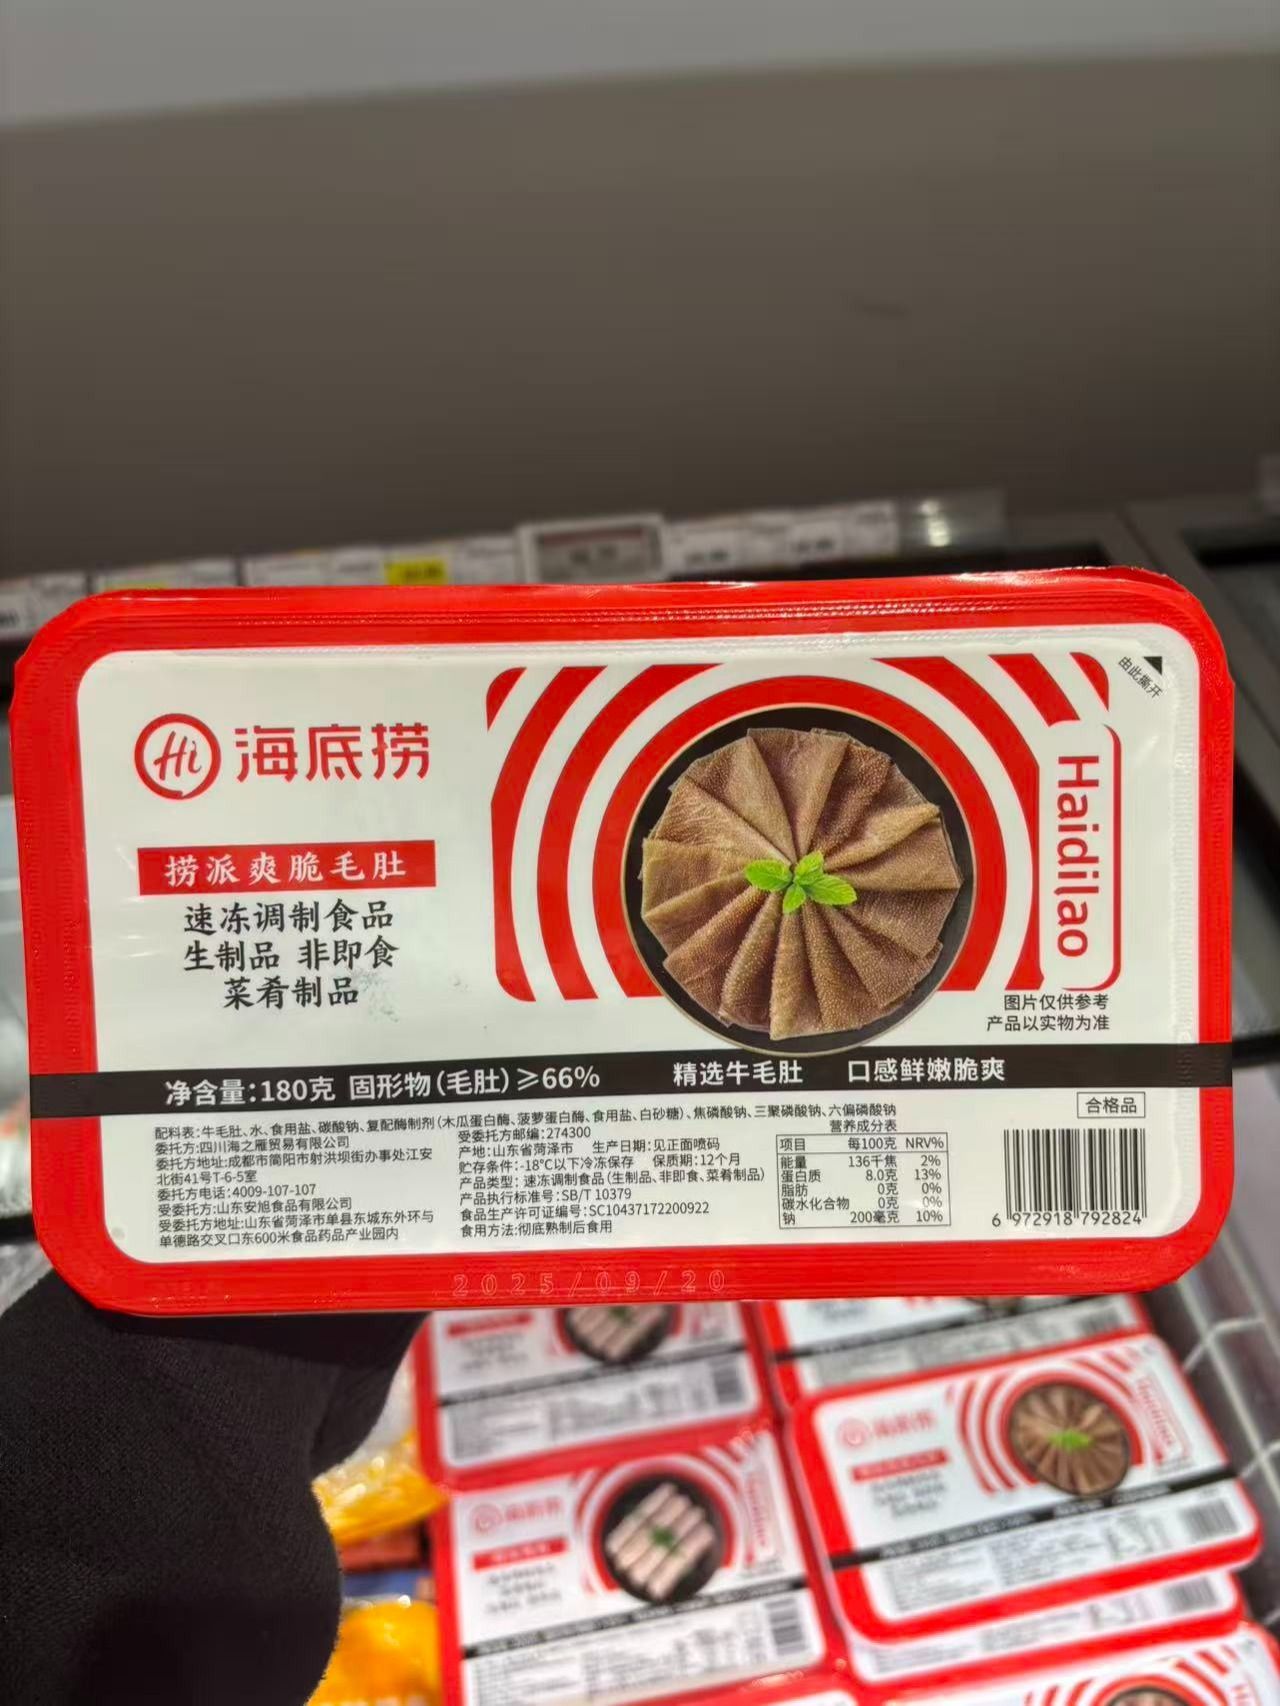 Hi 海底捞
捞派爽脆毛肚
速冻调制食品
生制品 非即食
菜肴制品
由此撕开
Haidilao
图片仅供参考
产品以实物为准
净含量:180克 固形物(毛肚)≥66% 精选牛毛肚 口感鲜嫩脆爽
配料表:牛毛肚、水、食用盐、碳酸钠、复配酶制剂(木瓜蛋白酶、菠萝蛋白酶、食用盐、白砂糖)、焦磷酸钠、三聚磷酸钠、六偏磷酸钠
委托方:四川海之雁贸易有限公司
委托方地址:成都市简阳市射洪坝街办事处江安
北街41号T-6-5室
委托方电话:4009-107-107
受委托方:山东安旭食品有限公司
受委托方地址:山东省菏泽市单县东城东外环与
单德路交叉口东600米食品药品产业园内
受委托方邮编:274300
产地:山东省菏泽市 生产日期:见正面喷码
贮存条件:-18℃以下冷冻保存 保质期:12个月
产品类型:速冻调制食品(生制品、非即食、菜肴制品)
产品执行标准号:SB/T 10379
食品生产许可证编号:SC10437172200922
食用方法:彻底熟制后食用
营养成分表
项目 每100克 NRV%
能量 136千焦 2%
蛋白质 8.0克 13%
脂肪 0克 0%
碳水化合物 0克 0%
钠 200毫克 10%
合格品
6 972918 792824
2025/09/20